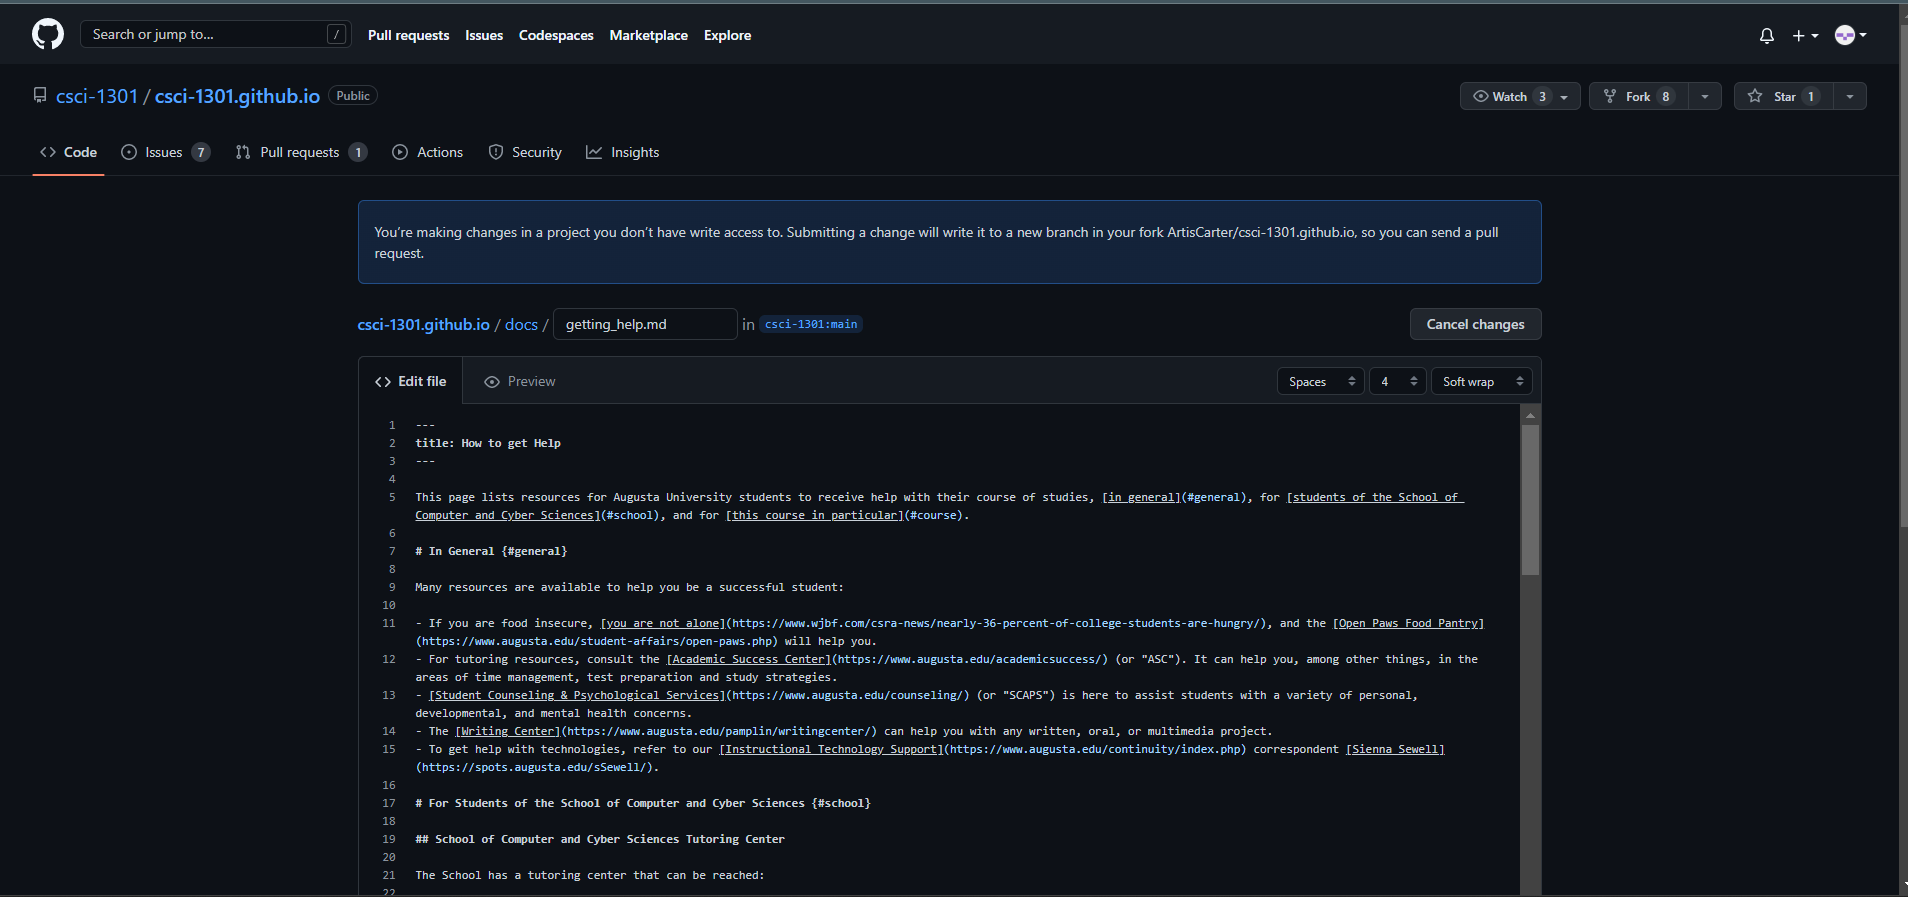 Search or jump to... /
Pull requests Issues Codespaces Marketplace Explore
csci-1301 / csci-1301.github.io Public
Watch 3 Fork 8 Star 1
Code Issues 7 Pull requests 1 Actions Security Insights
You're making changes in a project you don't have write access to. Submitting a change will write it to a new branch in your fork ArtisCarter/csci-1301.github.io, so you can send a pull
request.
csci-1301.github.io / docs / getting_help.md in csci-1301:main Cancel changes
Edit file Preview Spaces 4 Soft wrap
1 ---
2 title: How to get Help
3 ---
4
5 This page lists resources for Augusta University students to receive help with their course of studies, [in general](#general), for [students of the School of
Computer and Cyber Sciences](#school), and for [this course in particular](#course).
6
7 # In General {#general}
8
9 Many resources are available to help you be a successful student:
10
11 - If you are food insecure, [you are not alone](https://www.wjbf.com/csra-news/nearly-36-percent-of-college-students-are-hungry/), and the [Open Paws Food Pantry]
(https://www.augusta.edu/student-affairs/open-paws.php) will help you.
12 - For tutoring resources, consult the [Academic Success Center](https://www.augusta.edu/academicsuccess/) (or "ASC"). It can help you, among other things, in the
areas of time management, test preparation and study strategies.
13 - [Student Counseling & Psychological Services](https://www.augusta.edu/counseling/) (or "SCAPS") is here to assist students with a variety of personal,
developmental, and mental health concerns.
14 - The [Writing Center](https://www.augusta.edu/pamplin/writingcenter/) can help you with any written, oral, or multimedia project.
15 - To get help with technologies, refer to our [Instructional Technology Support](https://www.augusta.edu/continuity/index.php) correspondent [Sienna Sewell]
(https://spots.augusta.edu/sSewell/).
16
17 # For Students of the School of Computer and Cyber Sciences {#school}
18
19 ## School of Computer and Cyber Sciences Tutoring Center
20
21 The School has a tutoring center that can be reached:
22